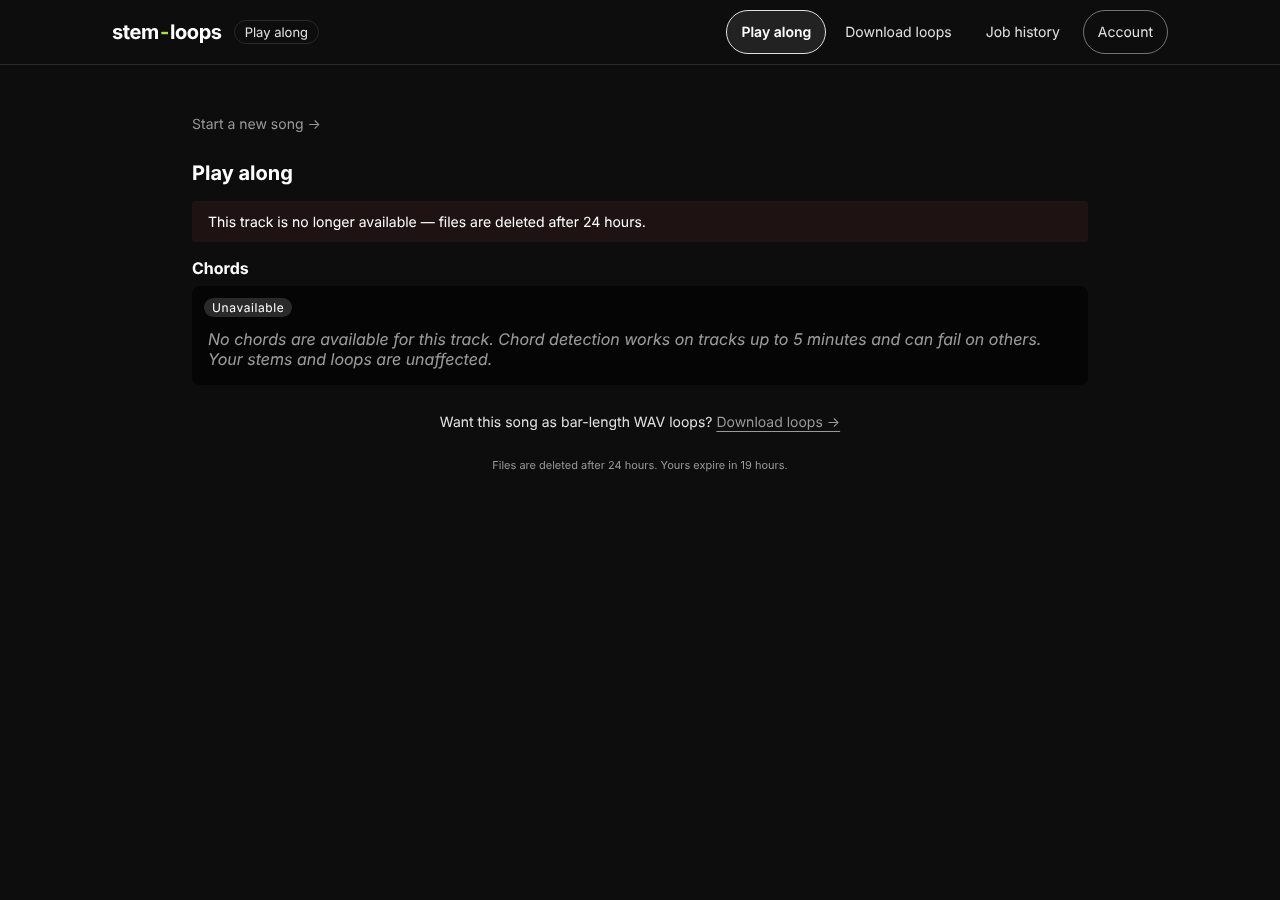 stem-loops Play along Play along Download loops Job history Account
Start a new song →
Play along
This track is no longer available — files are deleted after 24 hours.
Chords
Unavailable
No chords are available for this track. Chord detection works on tracks up to 5 minutes and can fail on others.
Your stems and loops are unaffected.
Want this song as bar-length WAV loops? Download loops →
Files are deleted after 24 hours. Yours expire in 19 hours.